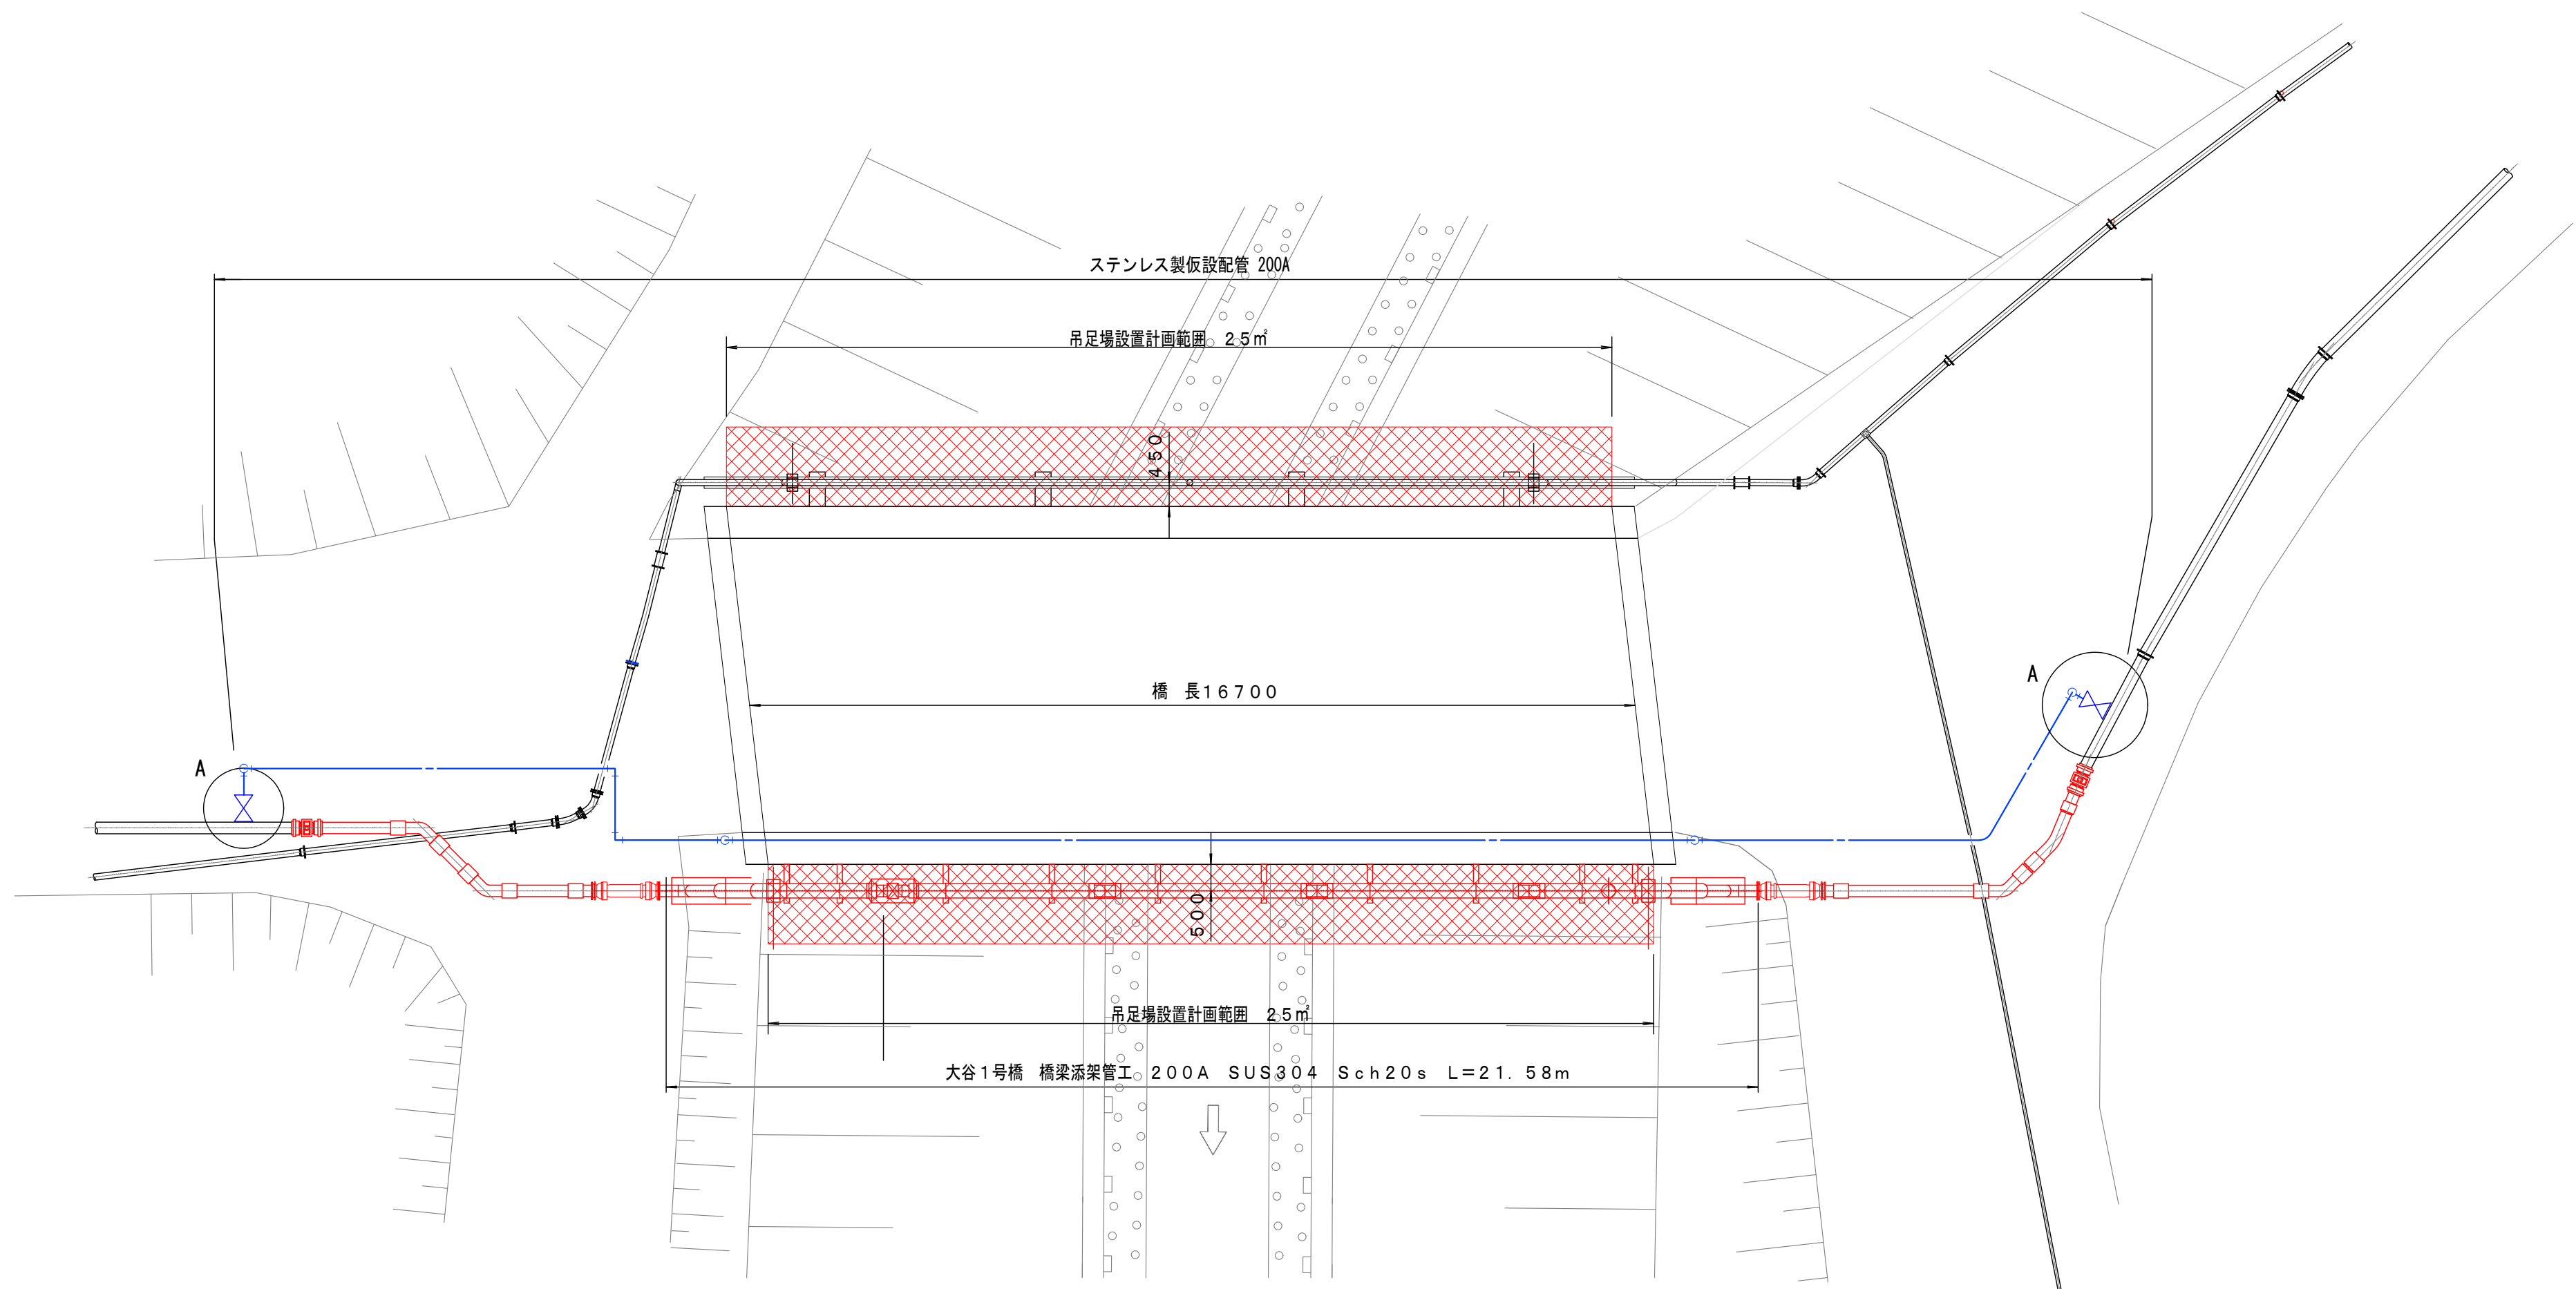 ステンレス製仮設配管 200A
吊足場設置計画範囲　25㎡
450
橋　長16700
A
A
500
吊足場設置計画範囲　25㎡
大谷1号橋　橋梁添架管工　200A　SUS304　Sch20s　L=21.58m